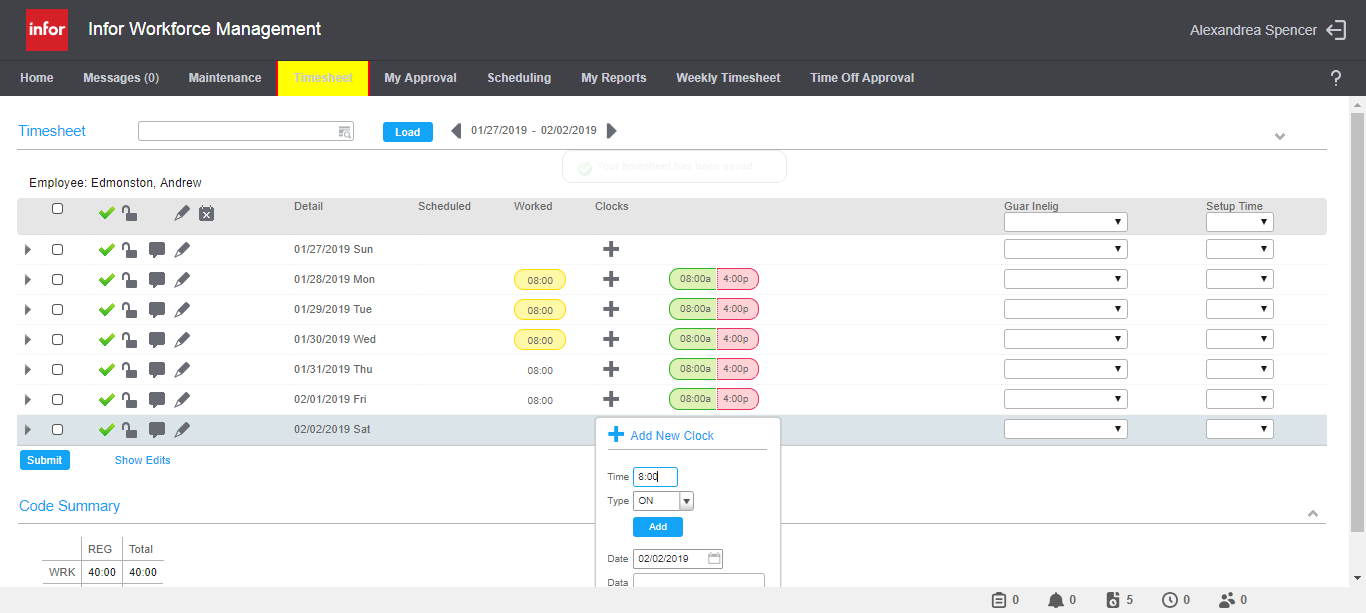 infor Infor Workforce Management Alexandrea Spencer
Home Messages (0) Maintenance Timesheet My Approval Scheduling My Reports Weekly Timesheet Time Off Approval ?
Timesheet Load 01/27/2019 - 02/02/2019
Your timesheet has been saved
Employee: Edmonston, Andrew
Detail Scheduled Worked Clocks Guar Inelig Setup Time
01/27/2019 Sun
01/28/2019 Mon 08:00 08:00a 4:00p
01/29/2019 Tue 08:00 08:00a 4:00p
01/30/2019 Wed 08:00 08:00a 4:00p
01/31/2019 Thu 08:00 08:00a 4:00p
02/01/2019 Fri 08:00 08:00a 4:00p
02/02/2019 Sat
Add New Clock
Submit Show Edits
Time 8:00
Type ON
Add
Date 02/02/2019
Data
Code Summary
REG Total
WRK 40:00 40:00
0 0 5 0 0